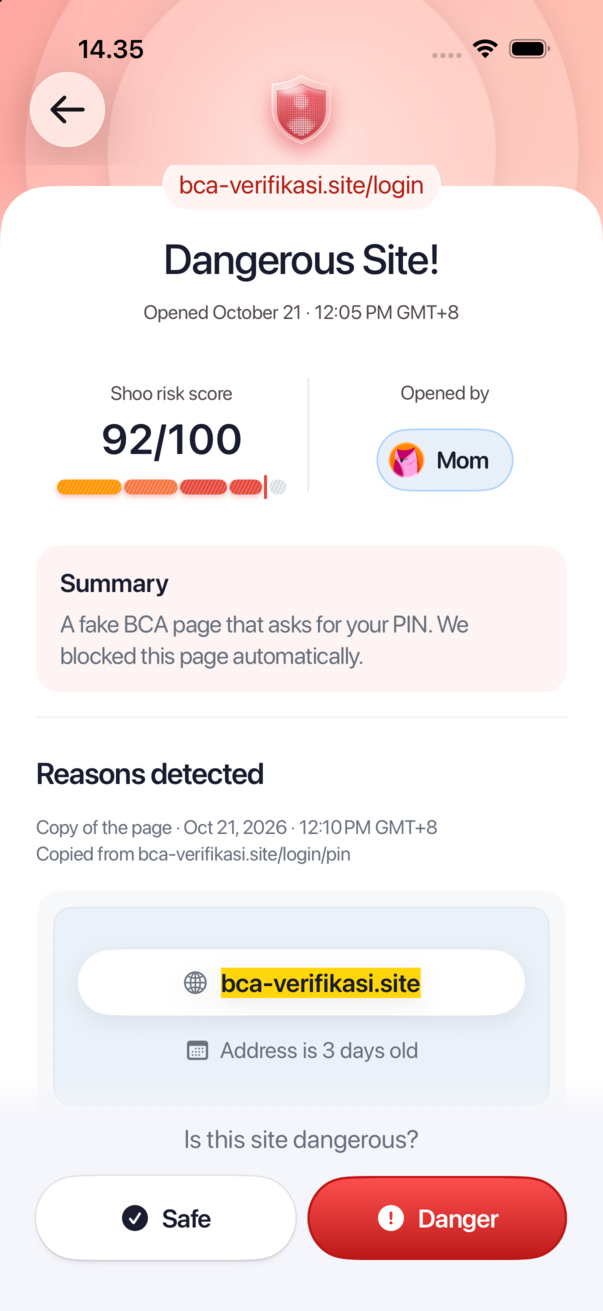 14.35
bca-verifikasi.site/login
Dangerous Site!
Opened October 21 · 12:05 PM GMT+8
Shoo risk score
92/100
Opened by
Mom
Summary
A fake BCA page that asks for your PIN. We
blocked this page automatically.
Reasons detected
Copy of the page · Oct 21, 2026 · 12:10 PM GMT+8
Copied from bca-verifikasi.site/login/pin
bca-verifikasi.site
Address is 3 days old
Is this site dangerous?
Safe
Danger